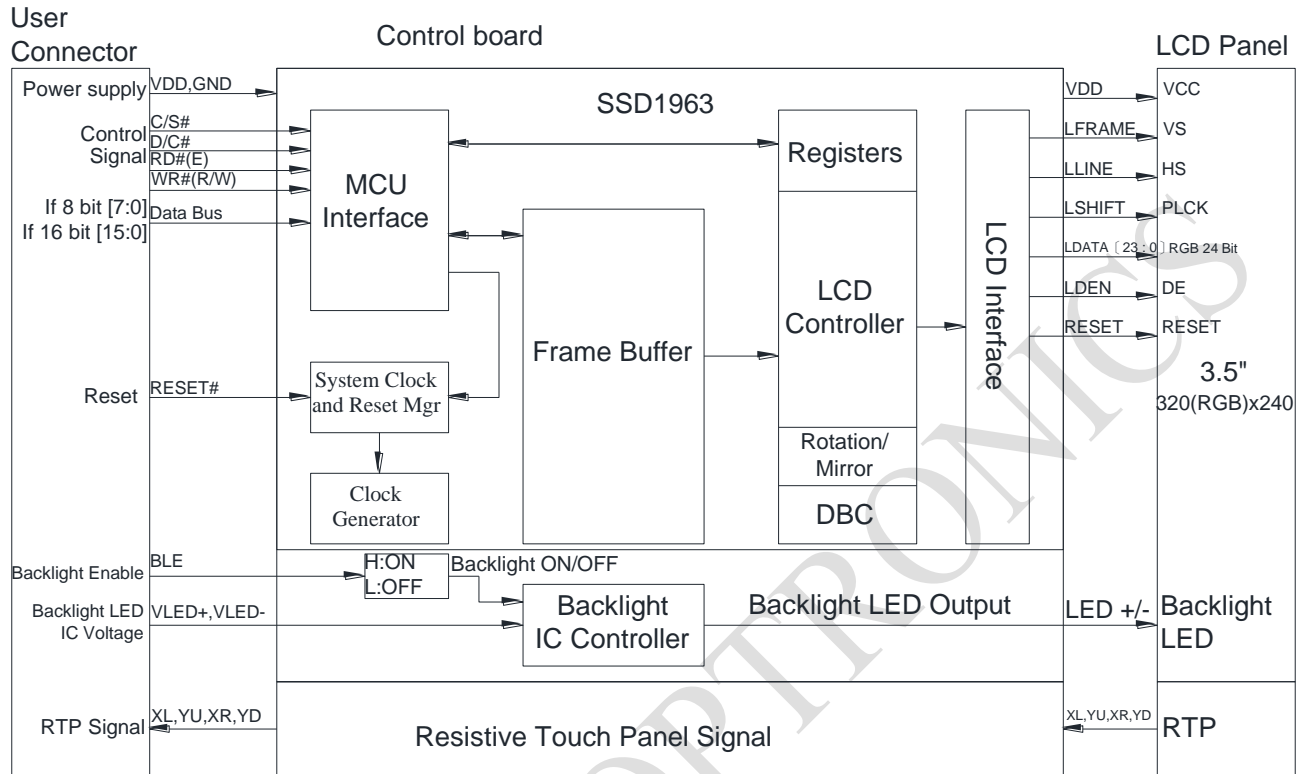 User
Connector
Control board
LCD Panel
Power supply
VDD,GND
Control
Signal
C/S#
D/C#
RD#(E)
WR#(R/W)
If 8 bit [7:0]
If 16 bit [15:0]
Data Bus
Reset
RESET#
Backlight Enable
BLE
Backlight LED
IC Voltage
VLED+,VLED-
RTP Signal
XL,YU,XR,YD
SSD1963
MCU
Interface
System Clock
and Reset Mgr
Clock
Generator
Frame Buffer
Registers
LCD
Controller
Rotation/
Mirror
DBC
LCD Interface
H:ON
L:OFF
Backlight ON/OFF
Backlight
IC Controller
Backlight LED Output
Resistive Touch Panel Signal
VDD
VCC
LFRAME
VS
LLINE
HS
LSHIFT
PLCK
LDATA〔23:0〕
RGB 24 Bit
LDEN
DE
RESET
RESET
3.5"
320(RGB)x240
LED +/-
Backlight
LED
XL,YU,XR,YD
RTP
OPTRONICS